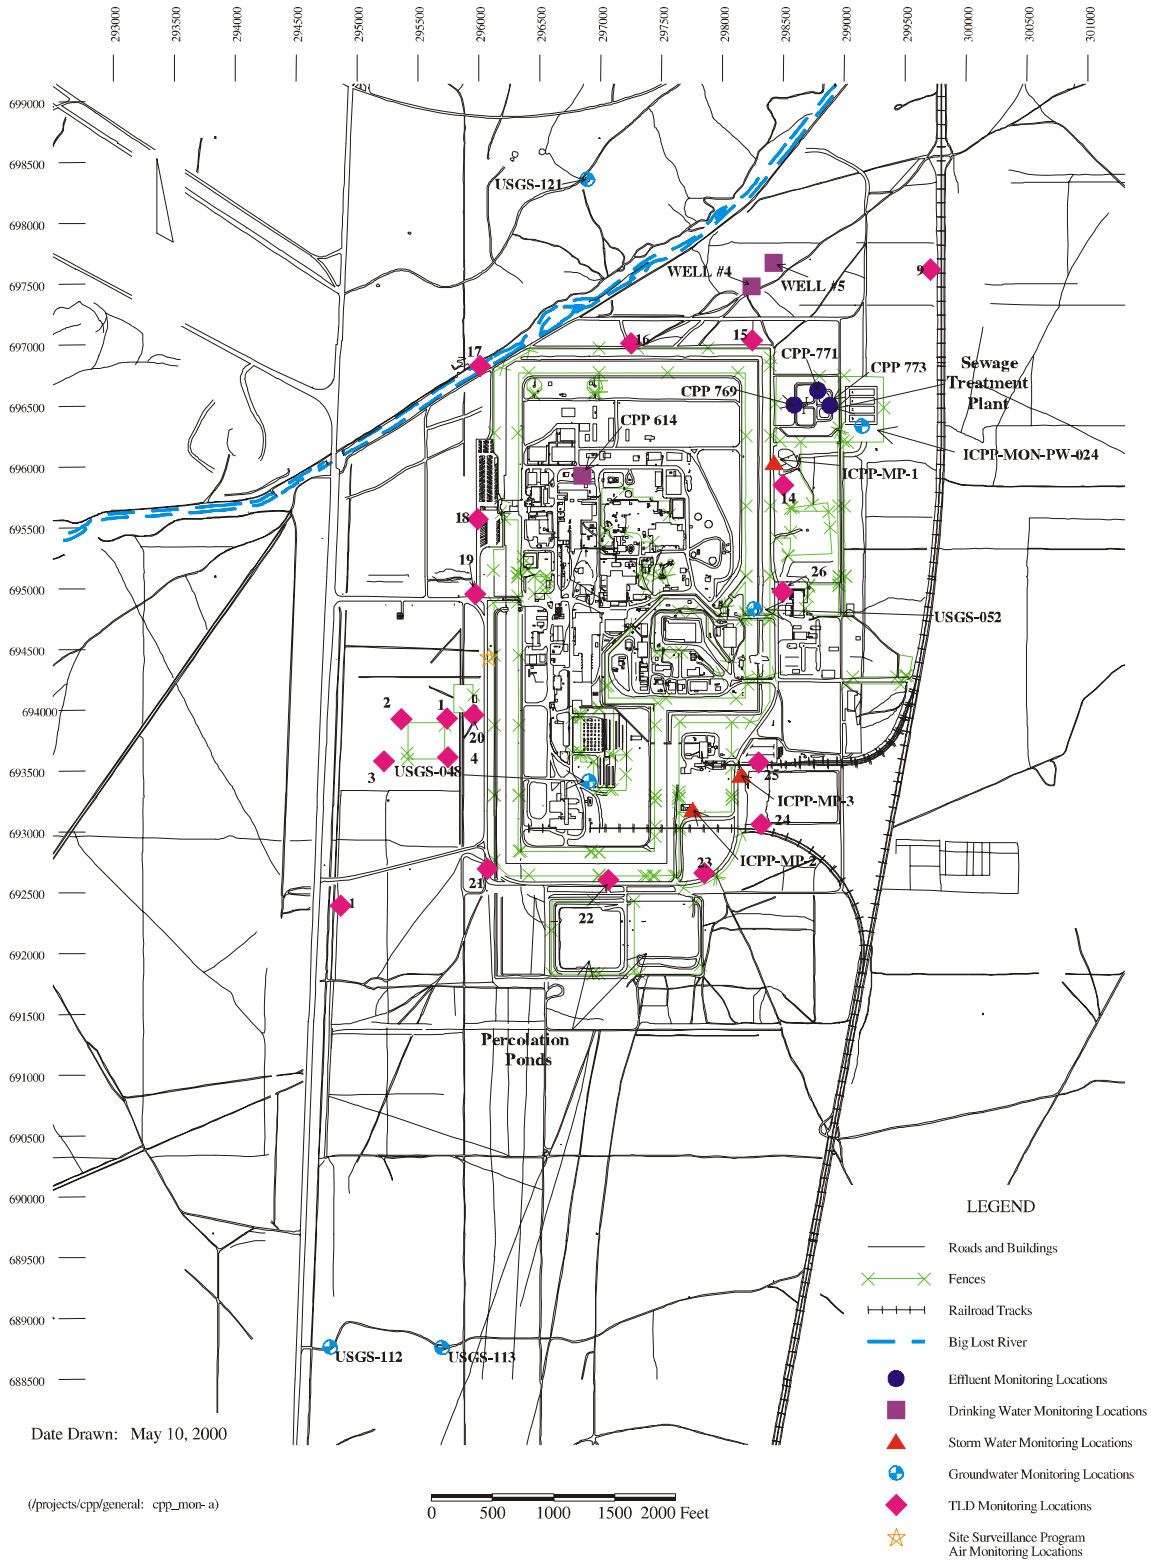 293000
293500
294000
294500
295000
295500
296000
296500
297000
297500
298000
298500
299000
299500
300000
300500
301000
699000
698500
698000
697500
697000
696500
696000
695500
695000
694500
694000
693500
693000
692500
692000
691500
691000
690500
690000
689500
689000
688500
USGS-121
WELL #4
WELL #5
9
16
15
17
CPP-771
CPP 773
CPP 769
Sewage
Treatment
Plant
CPP 614
ICPP-MON-PW-024
ICPP-MP-1
14
18
19
26
USGS-052
2
1
20
4
3
USGS-048
25
ICPP-MP-3
24
ICPP-MP-2
23
21
22
1
Percolation
Ponds
USGS-112
USGS-113
LEGEND
Roads and Buildings
Fences
Railroad Tracks
Big Lost River
Effluent Monitoring Locations
Drinking Water Monitoring Locations
Storm Water Monitoring Locations
Groundwater Monitoring Locations
TLD Monitoring Locations
Site Surveillance Program
Air Monitoring Locations
Date Drawn: May 10, 2000
(/projects/cpp/general: cpp_mon- a)
0 500 1000 1500 2000 Feet